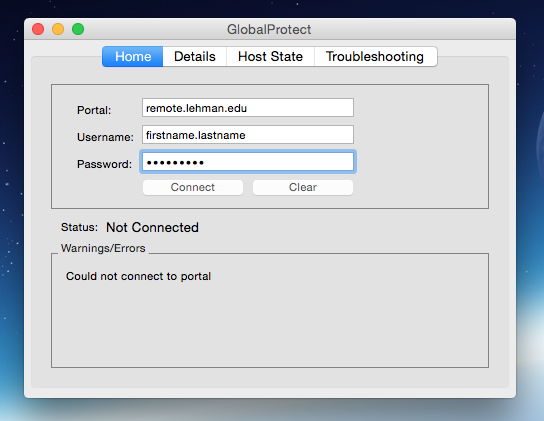 GlobalProtect
Home Details Host State Troubleshooting
Portal: remote.lehman.edu
Username: firstname.lastname
Password: •••••••••
Connect Clear
Status: Not Connected
Warnings/Errors
Could not connect to portal